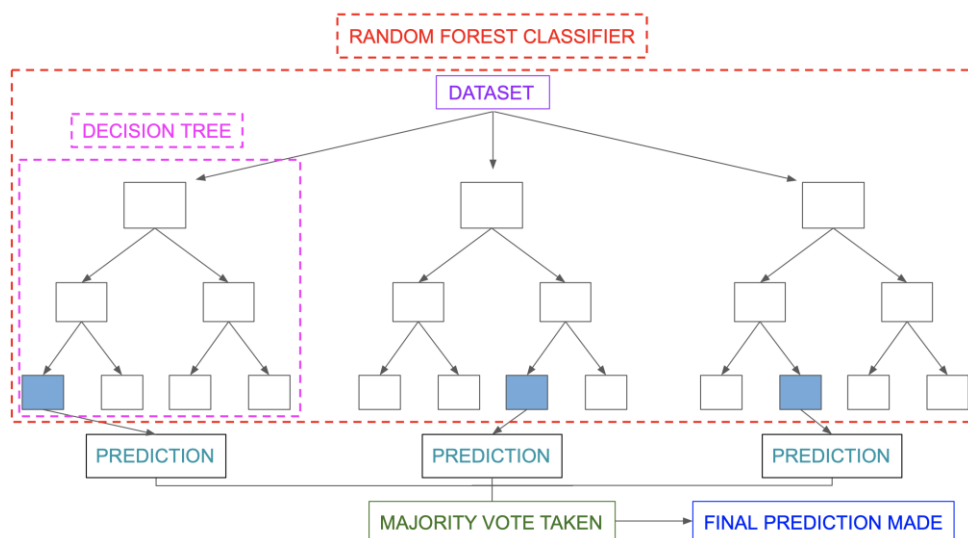 RANDOM FOREST CLASSIFIER
DATASET
DECISION TREE
PREDICTION
PREDICTION
PREDICTION
MAJORITY VOTE TAKEN
FINAL PREDICTION MADE